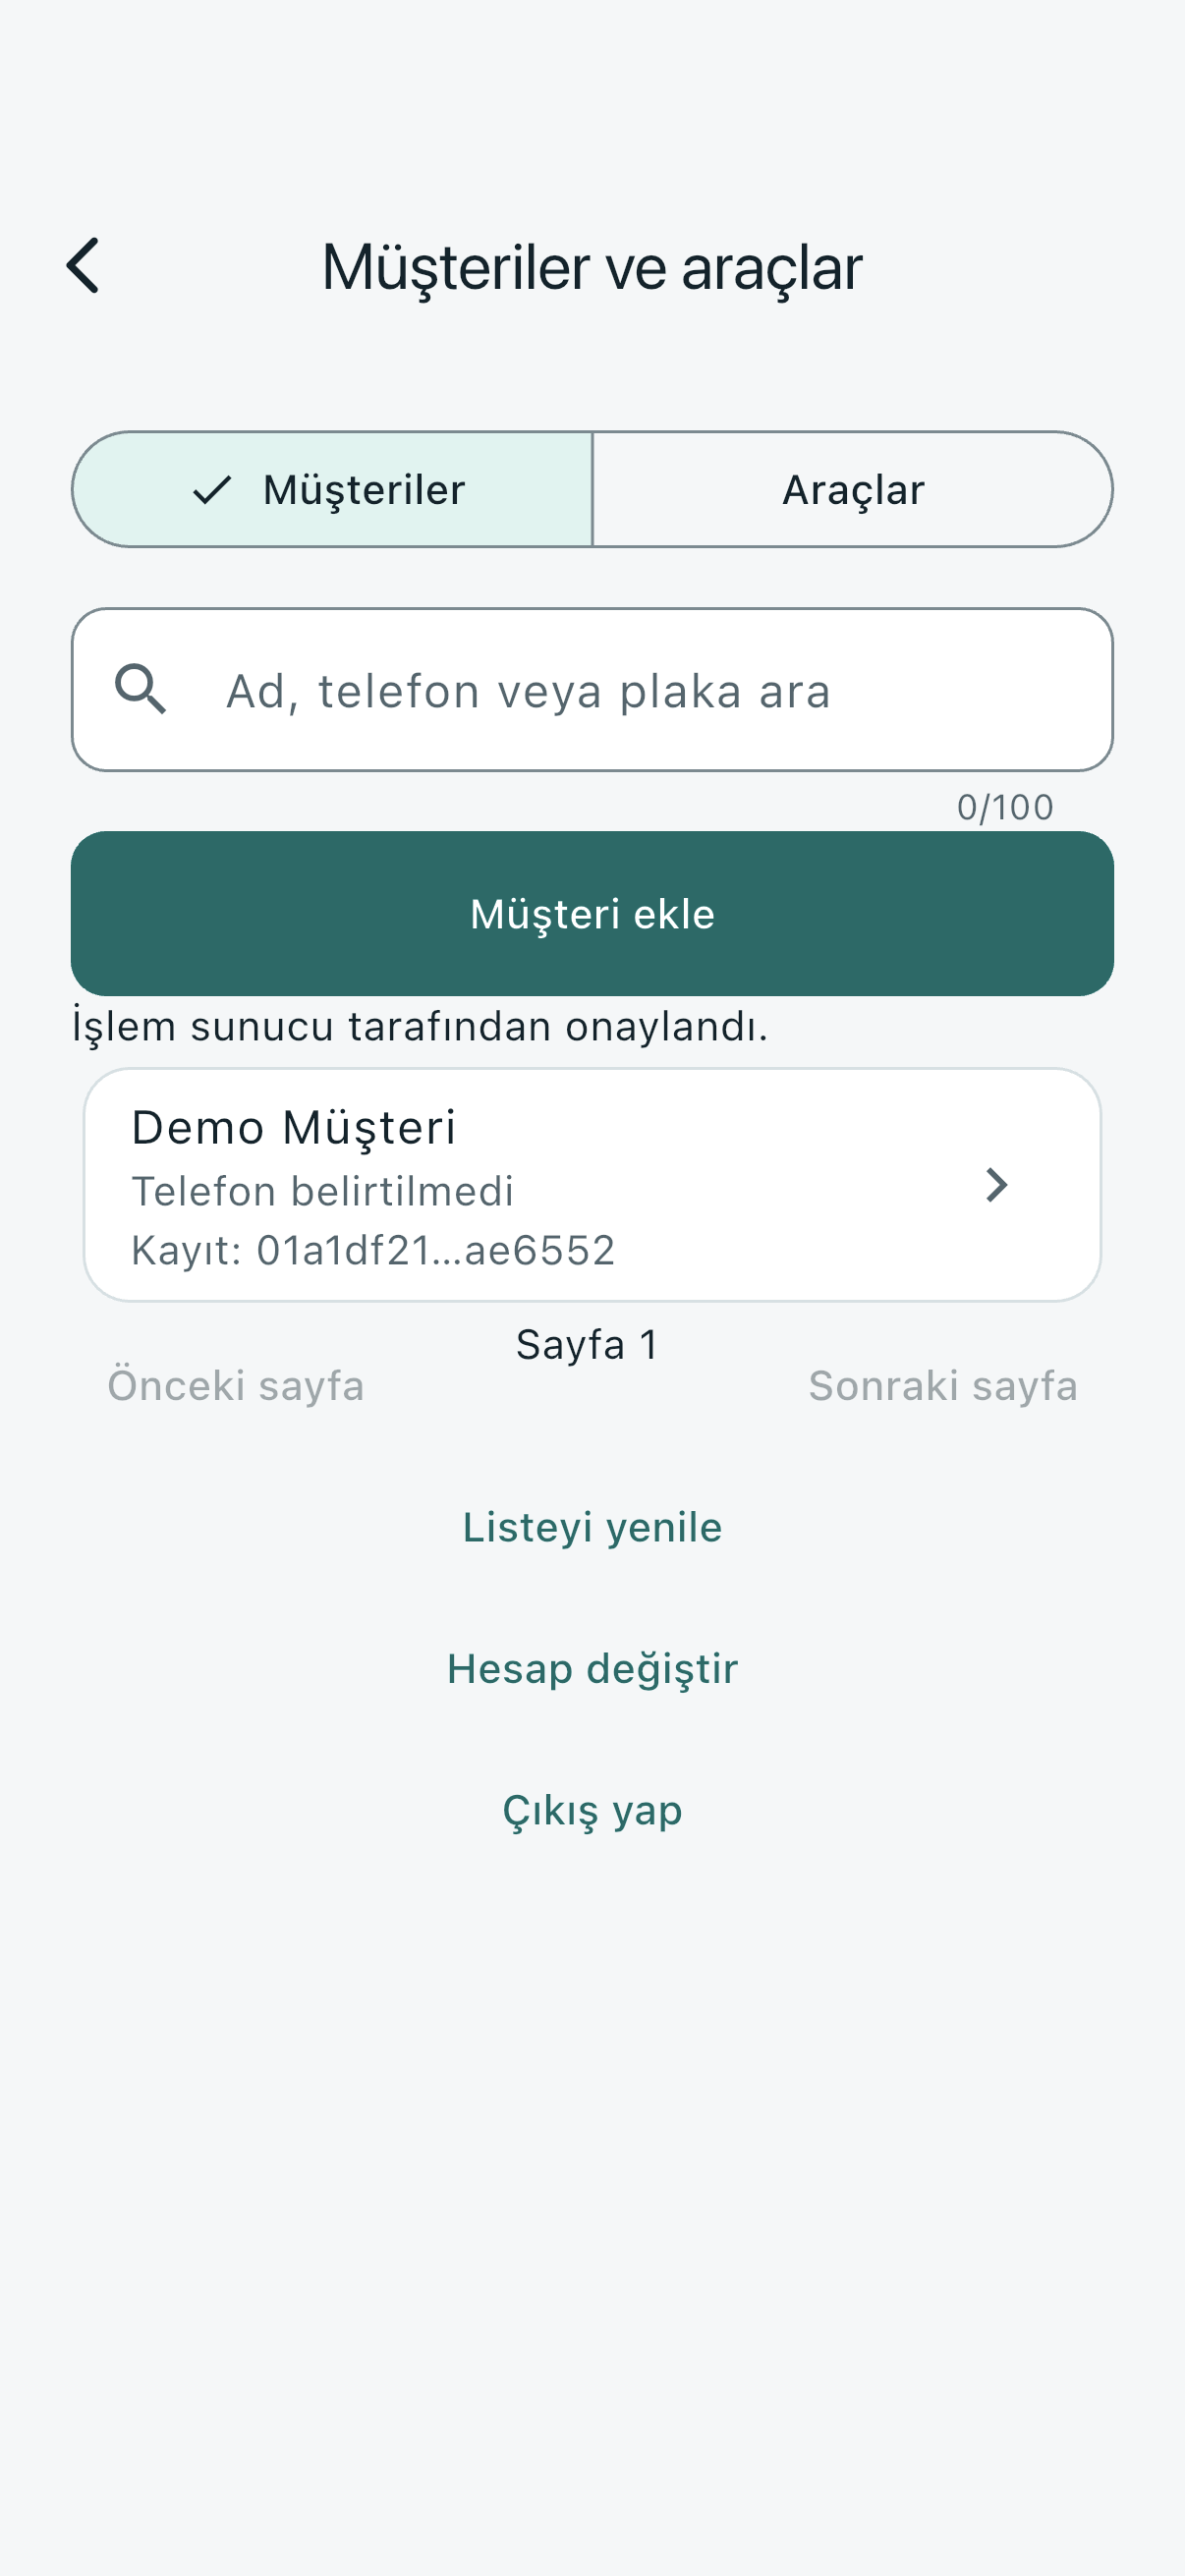 Müşteriler ve araçlar
Müşteriler
Araçlar
Ad, telefon veya plaka ara
0/100
Müşteri ekle
İşlem sunucu tarafından onaylandı.
Demo Müşteri
Telefon belirtilmedi
Kayıt: 01a1df21…ae6552
Sayfa 1
Önceki sayfa
Sonraki sayfa
Listeyi yenile
Hesap değiştir
Çıkış yap